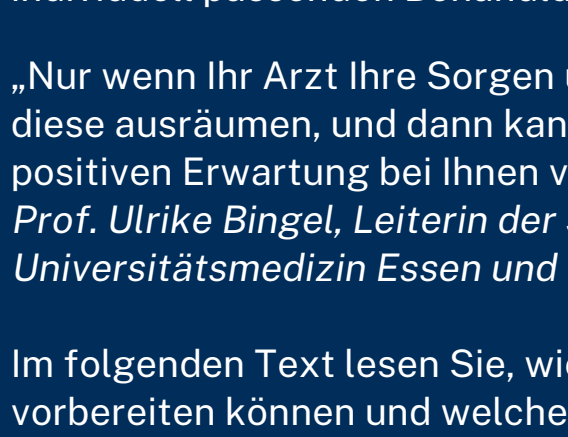 „Nur wenn Ihr Arzt Ihre Sorgen
diese ausräumen, und dann kan
positiven Erwartung bei Ihnen v
Prof. Ulrike Bingel, Leiterin der
Universitätsmedizin Essen und
Im folgenden Text lesen Sie, wie
vorbereiten können und welche